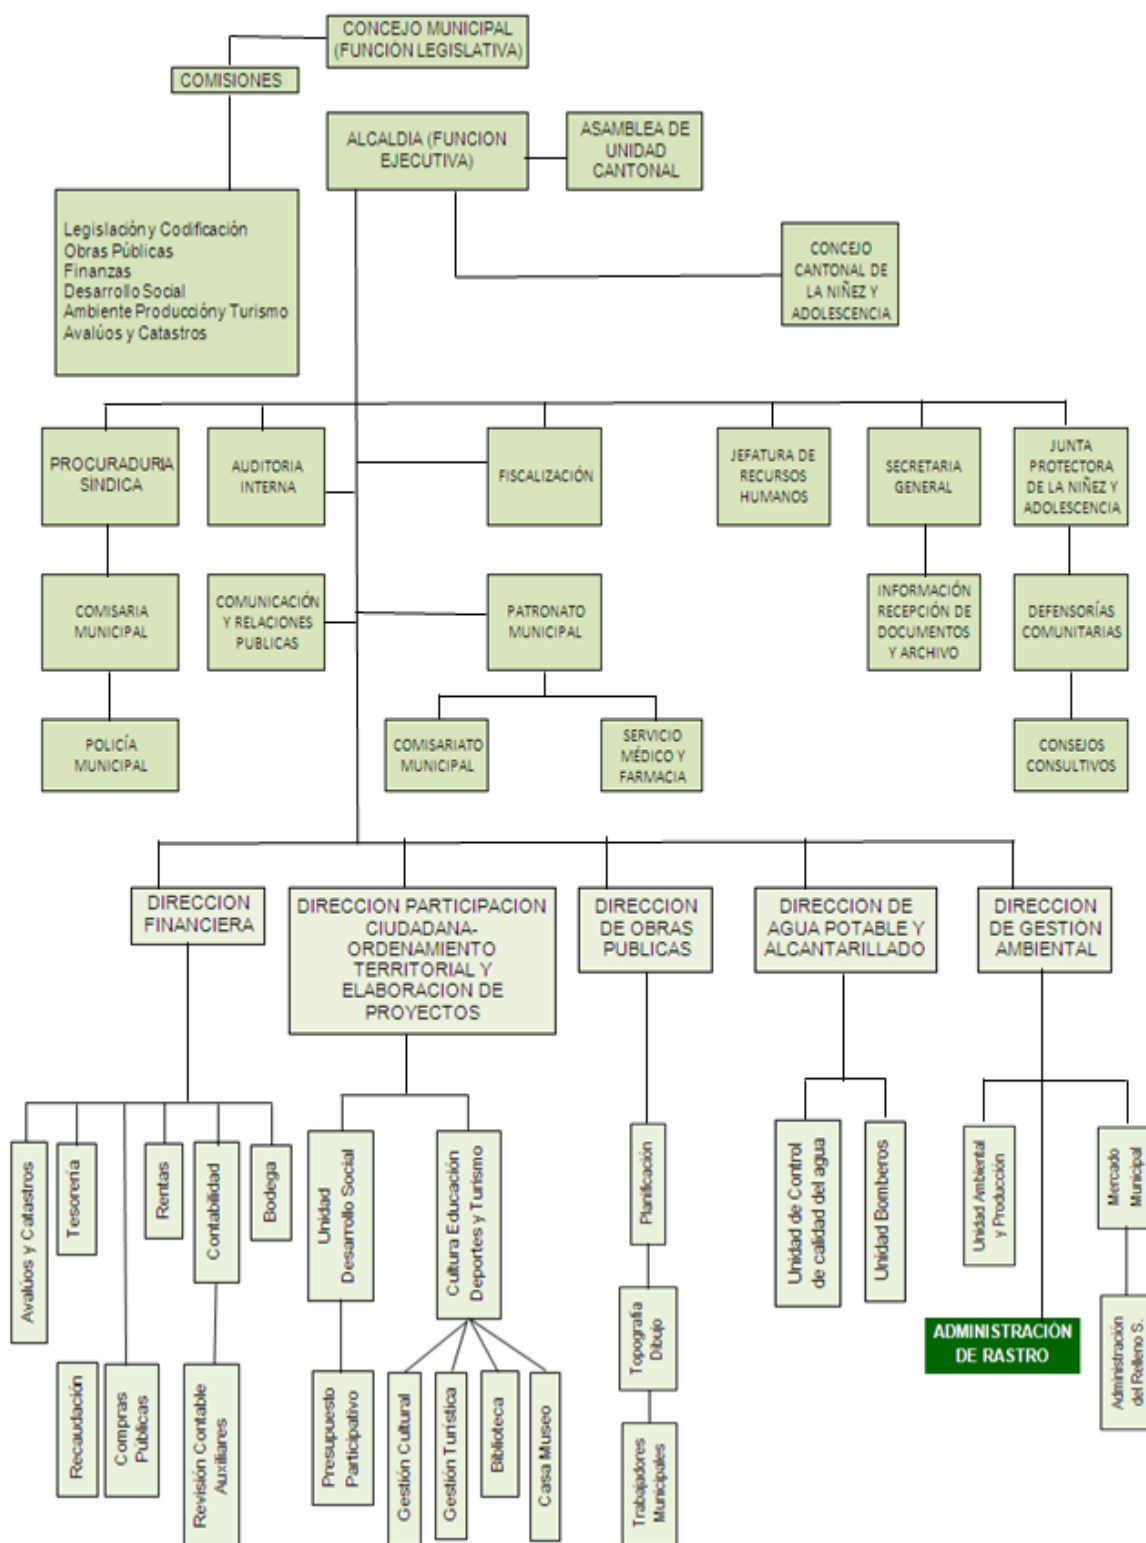 CONCEJO MUNICIPAL
(FUNCIÓN LEGISLATIVA)
COMISIONES
ALCALDIA (FUNCION
EJECUTIVA)
ASAMBLEA DE
UNIDAD
CANTONAL
Legislación y Codificación
Obras Públicas
Finanzas
Desarrollo Social
Ambiente Producción y Turismo
Avalúos y Catastros
CONCEJO
CANTONAL DE
LA NIÑEZ Y
ADOLESCENCIA
PROCURADURIA
SÍNDICA
AUDITORIA
INTERNA
FISCALIZACIÓN
JEFATURA DE
RECURSOS
HUMANOS
SECRETARIA
GENERAL
JUNTA
PROTECTORA
DE LA NIÑEZ Y
ADOLESCENCIA
COMISARIA
MUNICIPAL
COMUNICACIÓN
Y RELACIONES
PUBLICAS
PATRONATO
MUNICIPAL
INFORMACIÓN
RECEPCIÓN DE
DOCUMENTOS
Y ARCHIVO
DEFENSORÍAS
COMUNITARIAS
POLICÍA
MUNICIPAL
COMISARIATO
MUNICIPAL
SERVICIO
MÉDICO Y
FARMACIA
CONSEJOS
CONSULTIVOS
DIRECCION
FINANCIERA
DIRECCION PARTICIPACION
CIUDADANA-
ORDENAMIENTO
TERRITORIAL Y
ELABORACION DE
PROYECTOS
DIRECCION
DE OBRAS
PUBLICAS
DIRECCION DE
AGUA POTABLE Y
ALCANTARILLADO
DIRECCION
DE GESTIÓN
AMBIENTAL
Avalúos y Catastros
Tesorería
Rentas
Contabilidad
Bodega
Unidad
Desarrollo Social
Cultura Educación
Deportes y Turismo
Planificación
Unidad de Control
de calidad del agua
Unidad Bomberos
Unidad Ambiental
y Producción
Mercado
Municipal
Recaudación
Compras
Públicas
Revisión Contable
Auxiliares
Presupuesto
Participativo
Gestión Cultural
Gestión Turística
Biblioteca
Casa Museo
Topografía
Dibujo
Trabajadores
Municipales
ADMINISTRACIÓN
DE RASTRO
Administración
del Relleno S.